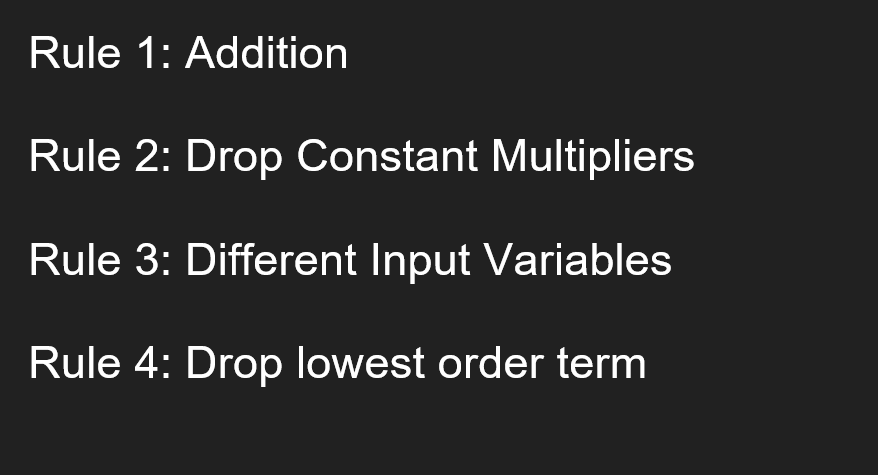 Rule 1: Addition
Rule 2: Drop Constant Multipliers
Rule 3: Different Input Variables
Rule 4: Drop lowest order term